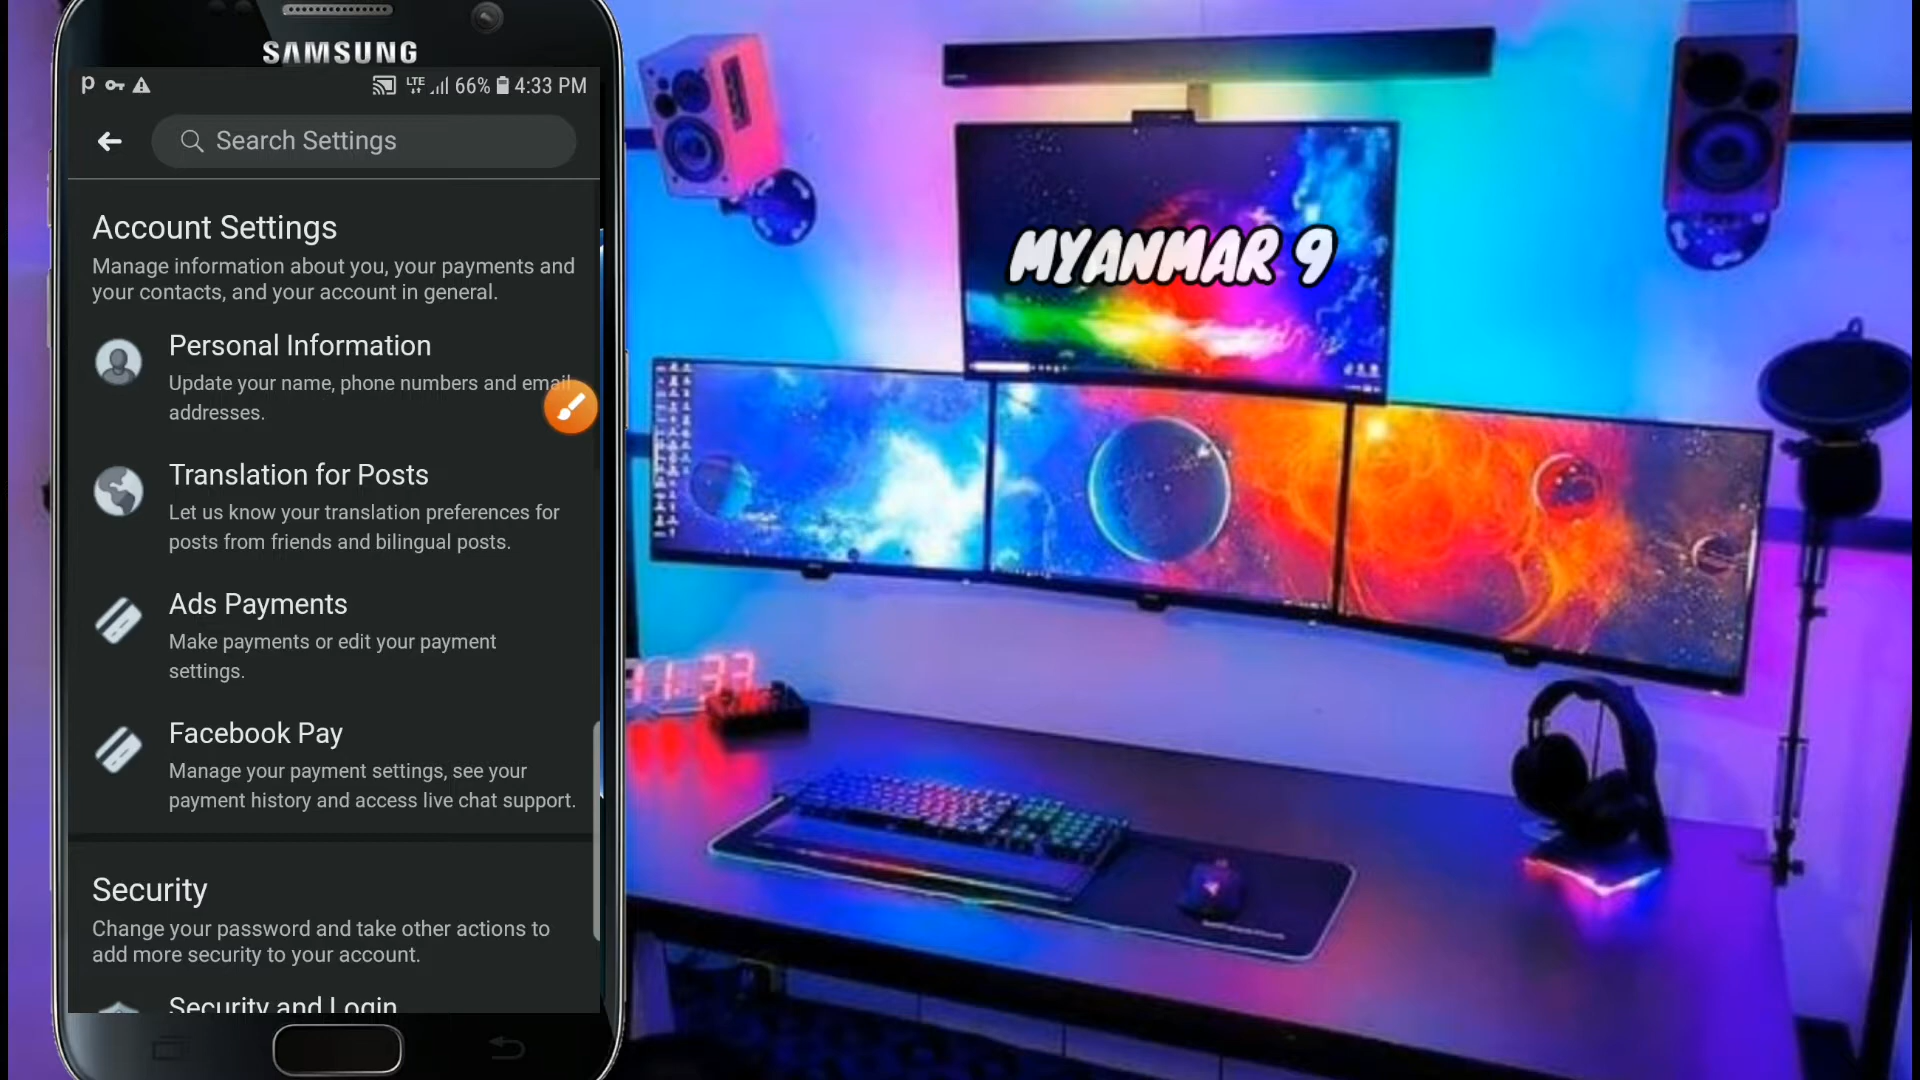 SAMSUNG
LTE 66% 4:33 PM
Search Settings
Account Settings
Manage information about you, your payments and
your contacts, and your account in general.
Personal Information
Update your name, phone numbers and email
addresses.
Translation for Posts
Let us know your translation preferences for
posts from friends and bilingual posts.
Ads Payments
Make payments or edit your payment
settings.
Facebook Pay
Manage your payment settings, see your
payment history and access live chat support.
Security
Change your password and take other actions to
add more security to your account.
Security and Login
MYANMAR 9
11:33